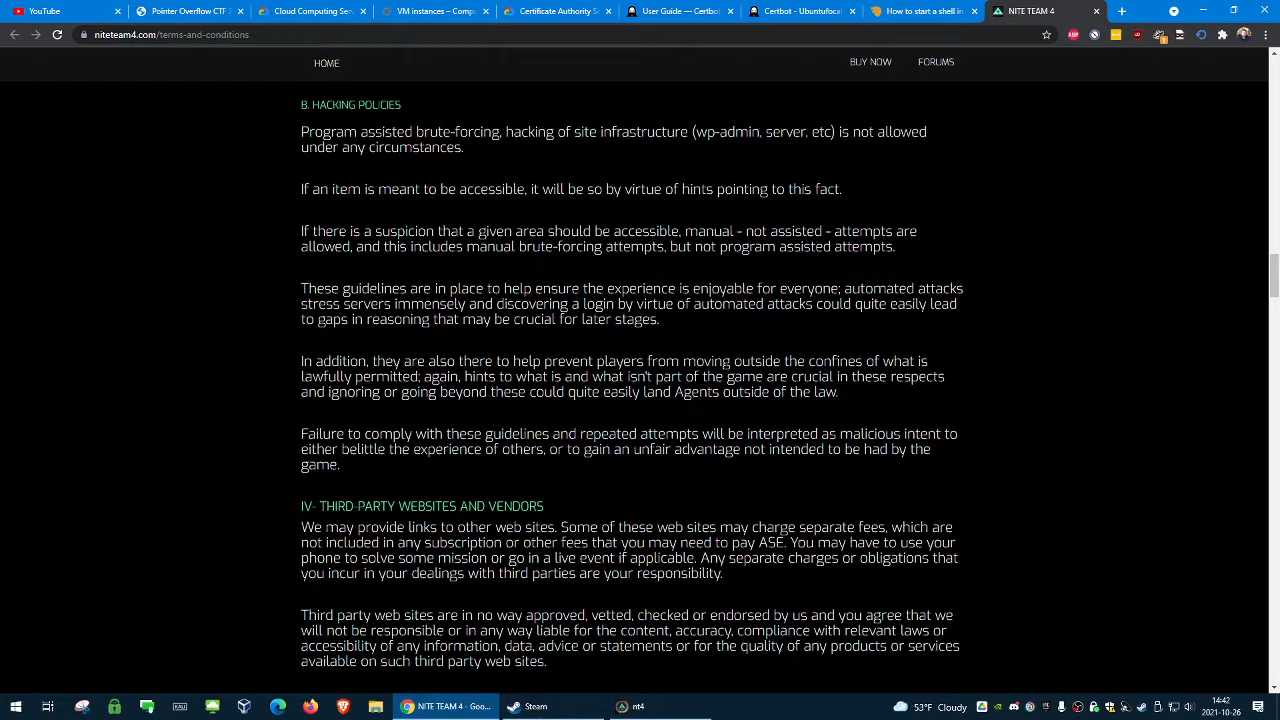 YouTube
Pointer Overflow CTF 2
Cloud Computing Serv
VM instances – Compu
Certificate Authority Se
User Guide — Certbot
Certbot - Ubuntufocal
How to start a shell in
NITE TEAM 4
niteteam4.com/terms-and-conditions
HOME
BUY NOW
FORUMS
B. HACKING POLICIES
Program assisted brute-forcing, hacking of site infrastructure (wp-admin, server, etc) is not allowed
under any circumstances.
If an item is meant to be accessible, it will be so by virtue of hints pointing to this fact.
If there is a suspicion that a given area should be accessible, manual - not assisted - attempts are
allowed, and this includes manual brute-forcing attempts, but not program assisted attempts.
These guidelines are in place to help ensure the experience is enjoyable for everyone; automated attacks
stress servers immensely and discovering a login by virtue of automated attacks could quite easily lead
to gaps in reasoning that may be crucial for later stages.
In addition, they are also there to help prevent players from moving outside the confines of what is
lawfully permitted; again, hints to what is and what isn't part of the game are crucial in these respects
and ignoring or going beyond these could quite easily land Agents outside of the law.
Failure to comply with these guidelines and repeated attempts will be interpreted as malicious intent to
either belittle the experience of others, or to gain an unfair advantage not intended to be had by the
game.
IV- THIRD-PARTY WEBSITES AND VENDORS
We may provide links to other web sites. Some of these web sites may charge separate fees, which are
not included in any subscription or other fees that you may need to pay ASE. You may have to use your
phone to solve some mission or go in a live event if applicable. Any separate charges or obligations that
you incur in your dealings with third parties are your responsibility.
Third party web sites are in no way approved, vetted, checked or endorsed by us and you agree that we
will not be responsible or in any way liable for the content, accuracy, compliance with relevant laws or
accessibility of any information, data, advice or statements or for the quality of any products or services
available on such third party web sites.
NITE TEAM 4 - Goo...
Steam
nt4
53°F Cloudy
14:42
2021-10-26